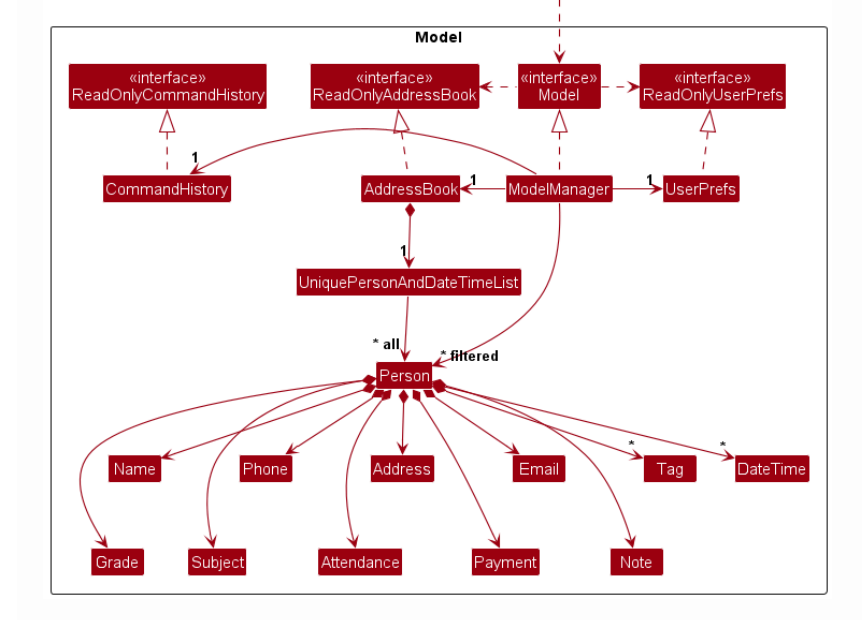 Model
«interface»
ReadOnlyCommandHistory
«interface»
ReadOnlyAddressBook
«interface»
Model
«interface»
ReadOnlyUserPrefs
1
CommandHistory
AddressBook
1
ModelManager
1
UserPrefs
1
UniquePersonAndDateTimeList
* all
* filtered
Person
*
*
Name
Phone
Address
Email
Tag
DateTime
Grade
Subject
Attendance
Payment
Note